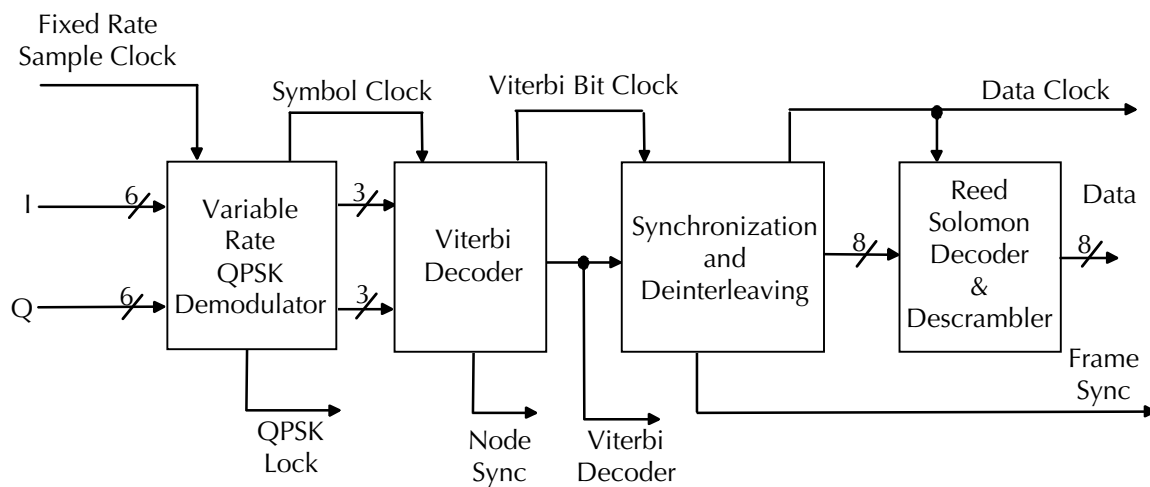 Fixed Rate
Sample Clock
Symbol Clock
Viterbi Bit Clock
Data Clock
I
6
Q
6
Variable
Rate
QPSK
Demodulator
3
3
Viterbi
Decoder
Synchronization
and
Deinterleaving
8
Reed
Solomon
Decoder
&
Descrambler
Data
8
Frame
Sync
QPSK
Lock
Node
Sync
Viterbi
Decoder